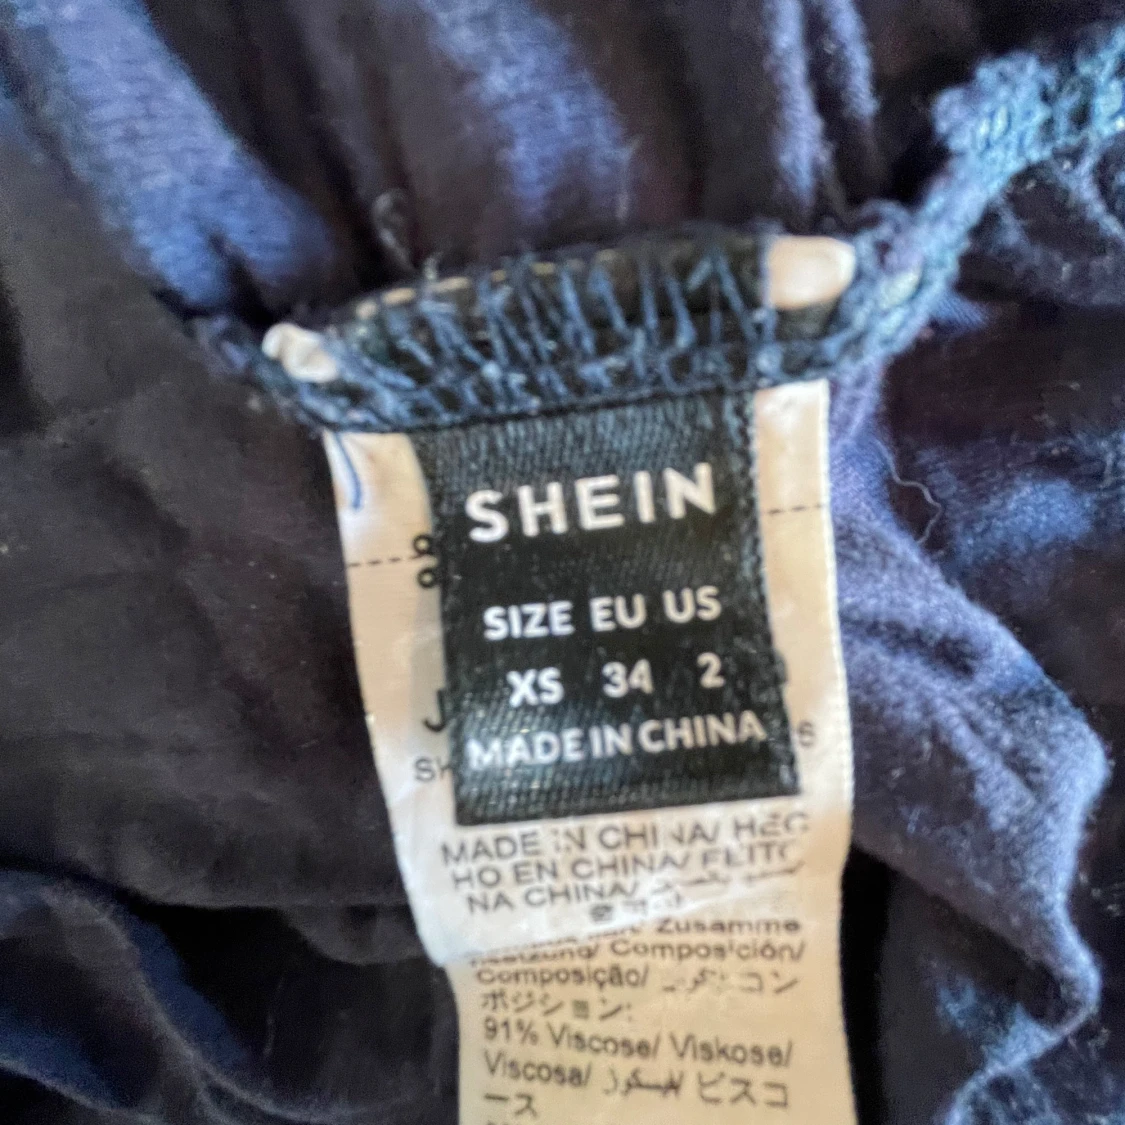 SHEIN
SIZE EU US
XS 34 2
MADE IN CHINA
MADE IN CHINA/ HEC
HO EN CHINA/ FEITO
NA CHINA/
Zusamme
Composición/
Composição/ コン
ポジション:
91% Viscose/ Viskose/
Viscosa/ ビスコ
ース